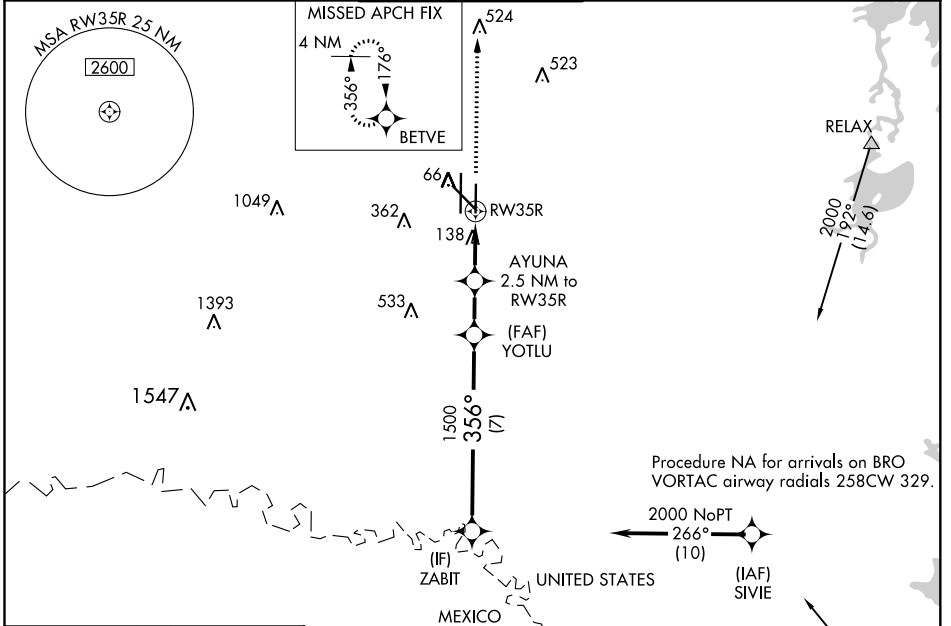 MSA RW35R 25 NM
2600
MISSED APCH FIX
4 NM
356°
176°
BETVE
524
523
RELAX
2000
192°
(14.6)
66
RW35R
1049
362
138
AYUNA
2.5 NM to
RW35R
1393
533
(FAF)
YOTLU
1547
1500
356°
(7)
Procedure NA for arrivals on BRO
VORTAC airway radials 258CW 329.
2000 NoPT
266°
(10)
(IF)
ZABIT
(IAF)
SIVIE
UNITED STATES
MEXICO